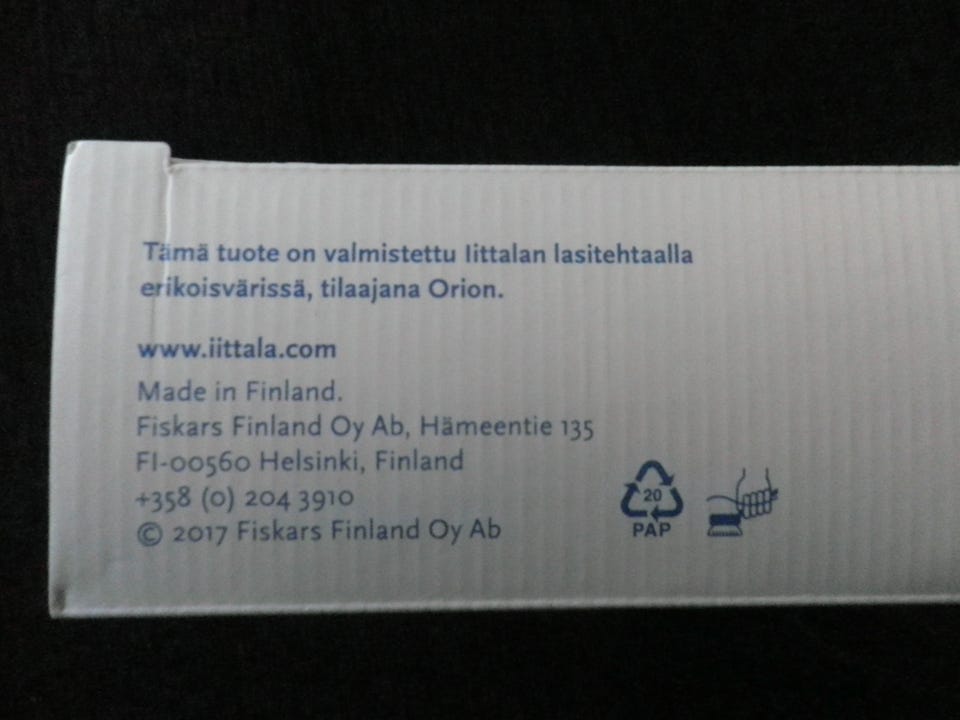 Tämä tuote on valmistettu Iittalan lasitehtaalla
erikoisvärissä, tilaajana Orion.
www.iittala.com
Made in Finland.
Fiskars Finland Oy Ab, Hämeentie 135
FI-00560 Helsinki, Finland
+358 (0) 204 3910
© 2017 Fiskars Finland Oy Ab
20
PAP